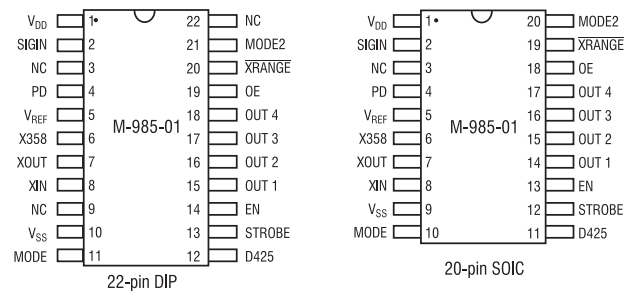 VDD 1 22 NC
SIGIN 2 21 MODE2
NC 3 20 XRANGE
PD 4 19 OE
VREF 5 18 OUT 4
X358 6 M-985-01 17 OUT 3
XOUT 7 16 OUT 2
XIN 8 15 OUT 1
NC 9 14 EN
VSS 10 13 STROBE
MODE 11 12 D425
22-pin DIP
VDD 1 20 MODE2
SIGIN 2 19 XRANGE
NC 3 18 OE
PD 4 17 OUT 4
VREF 5 16 OUT 3
X358 6 M-985-01 15 OUT 2
XOUT 7 14 OUT 1
XIN 8 13 EN
VSS 9 12 STROBE
MODE 10 11 D425
20-pin SOIC